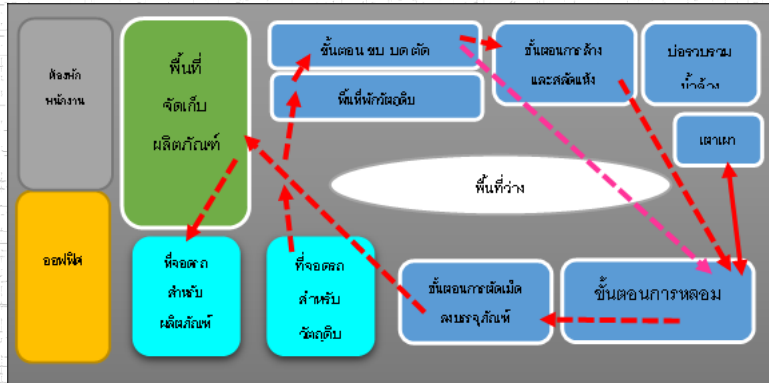 ห้องพัก
พนักงาน
พื้นที่
จัดเก็บ
ผลิตภัณฑ์
ขั้นตอน ขบ บด ตัด
พื้นที่พักวัตถุดิบ
ขั้นตอนการล้าง
และสลัดแห้ง
บ่อรวบรวม
น้ำล้าง
เตาเผา
พื้นที่ว่าง
ออฟฟิศ
ที่จอดรถ
สำหรับ
ผลิตภัณฑ์
ที่จอดรถ
สำหรับ
วัตถุดิบ
ขั้นตอนการตัดเม็ด
ลงบรรจุภัณฑ์
ขั้นตอนการหลอม